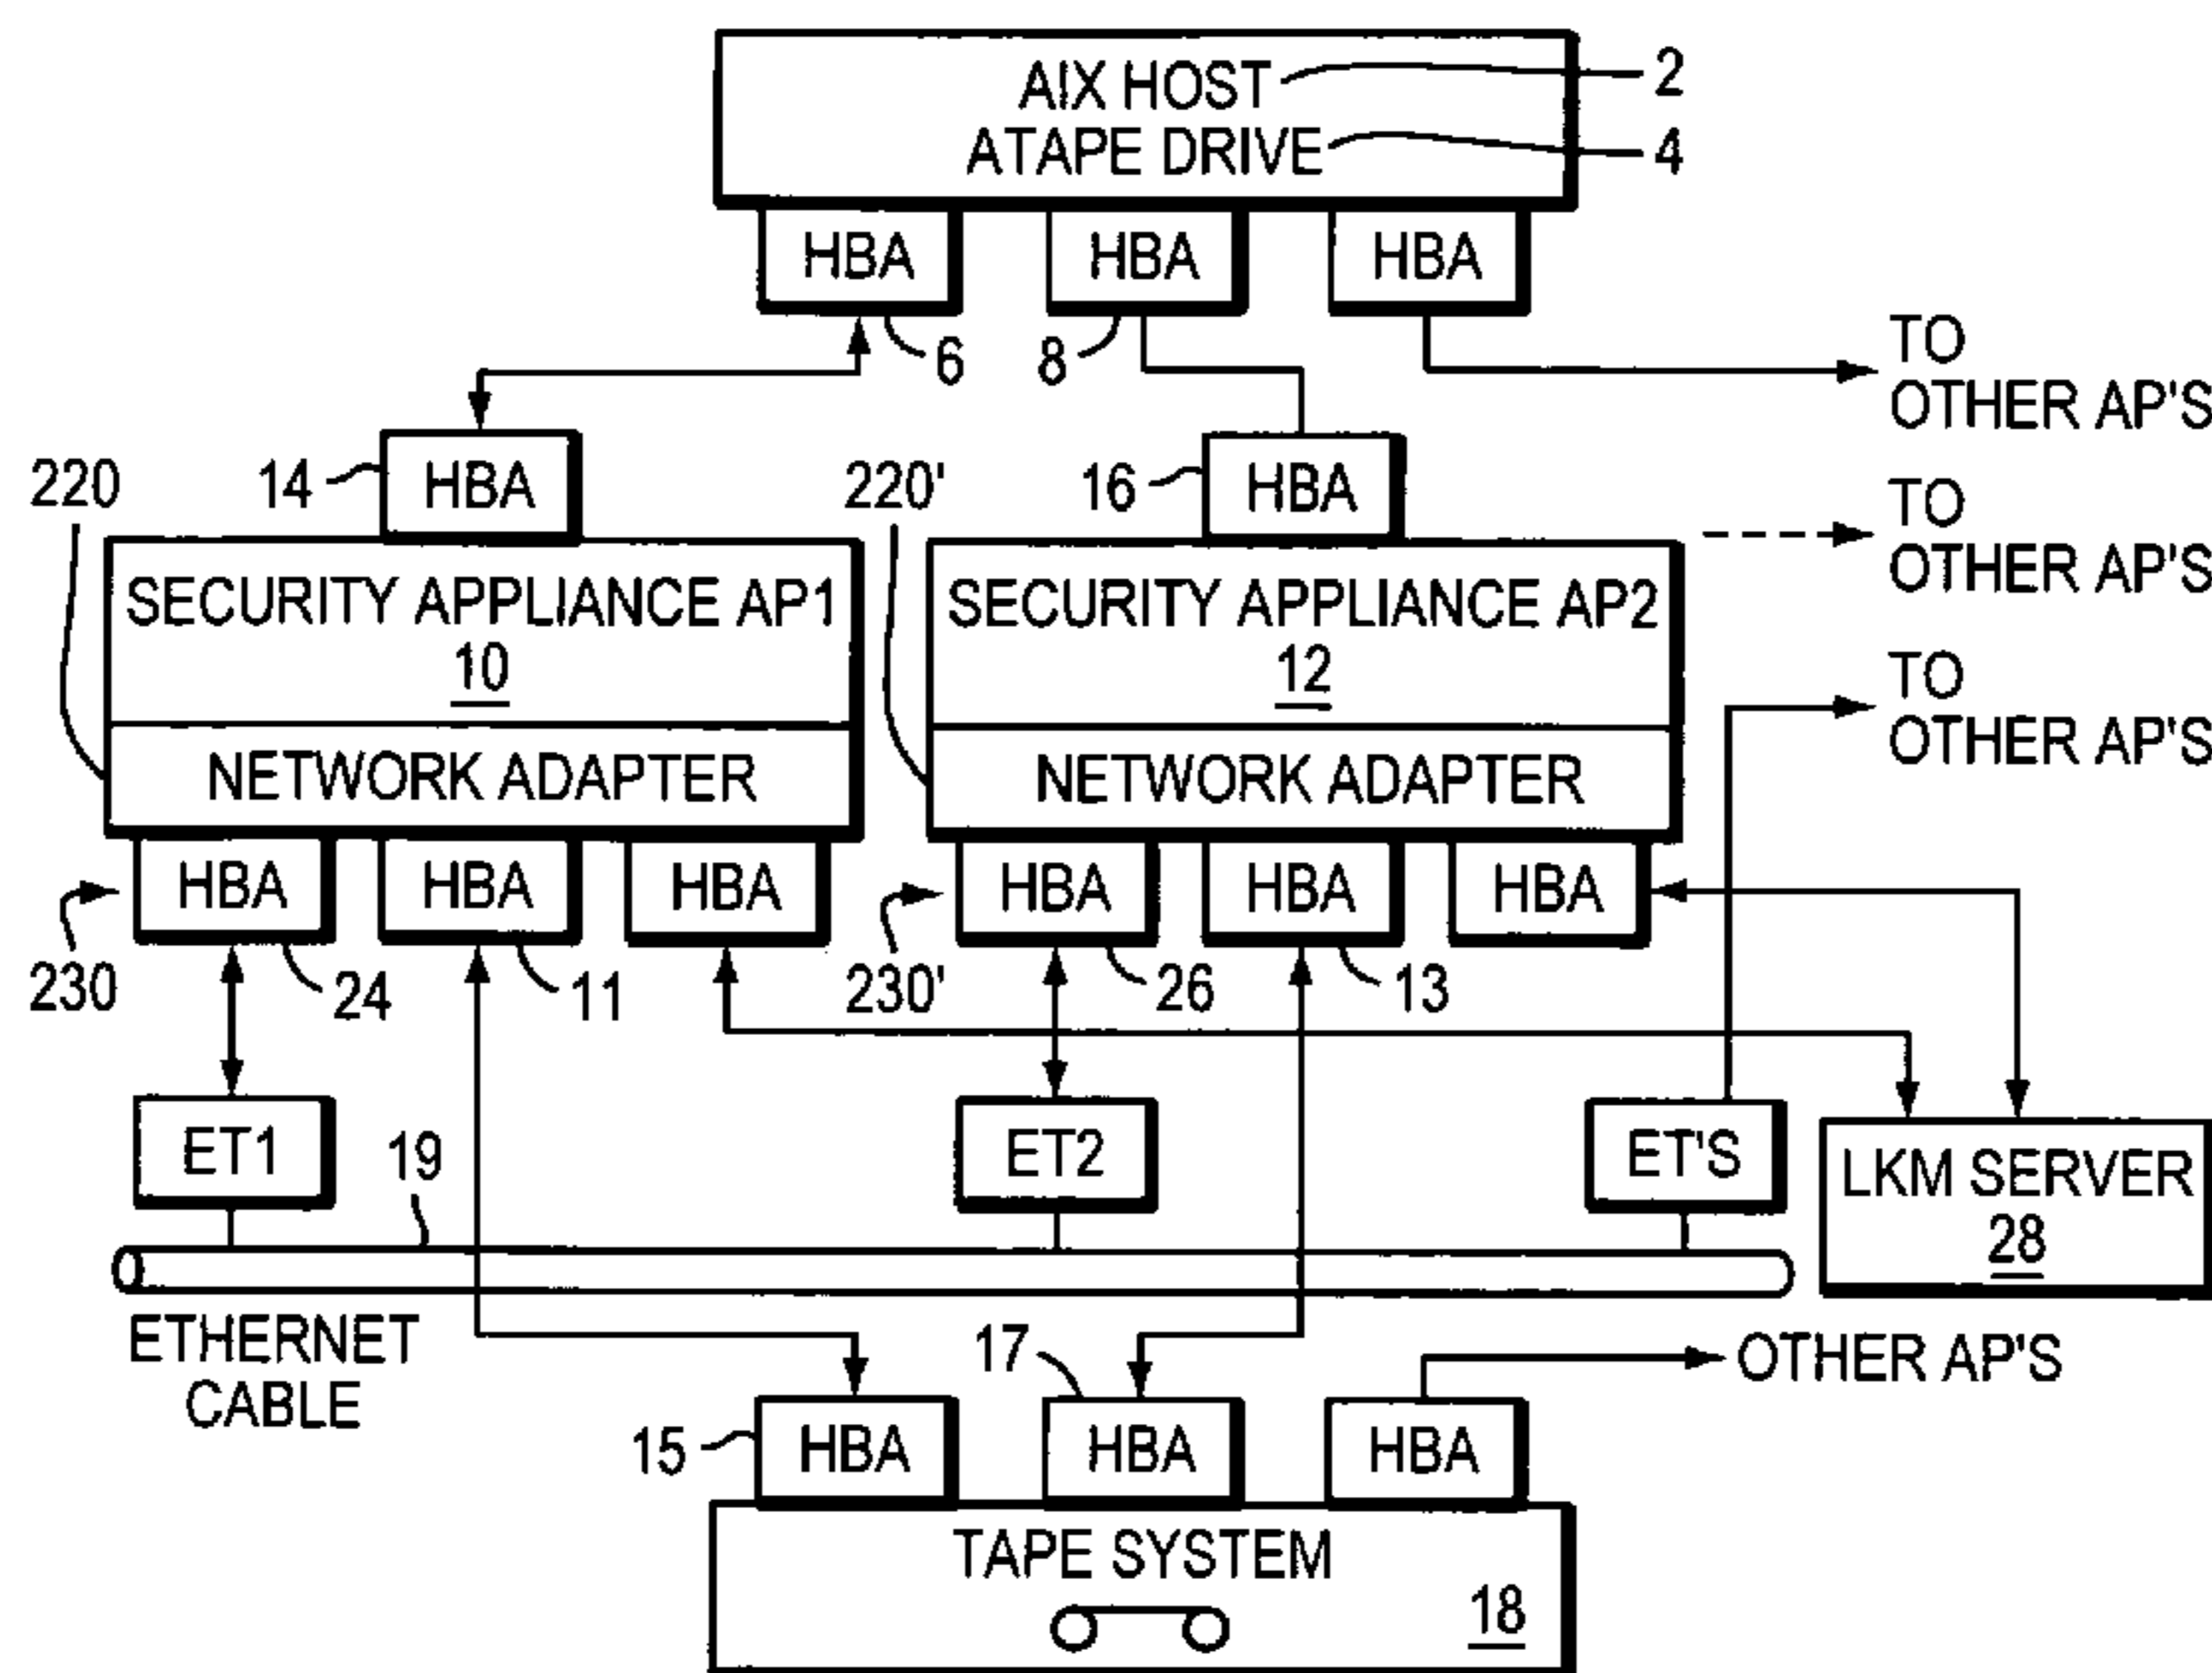 AIX HOST 2
ATAPE DRIVE 4
HBA HBA HBA
6 8
TO
OTHER AP'S
14 HBA 16 HBA
220 220'
TO
OTHER AP'S
SECURITY APPLIANCE AP1
10
SECURITY APPLIANCE AP2
12
TO
OTHER AP'S
NETWORK ADAPTER NETWORK ADAPTER
HBA HBA HBA HBA HBA HBA
230 24 11 230' 26 13
ET1 19 ET2 ET'S
LKM SERVER
28
ETHERNET
CABLE
17 OTHER AP'S
15 HBA HBA HBA
TAPE SYSTEM
18